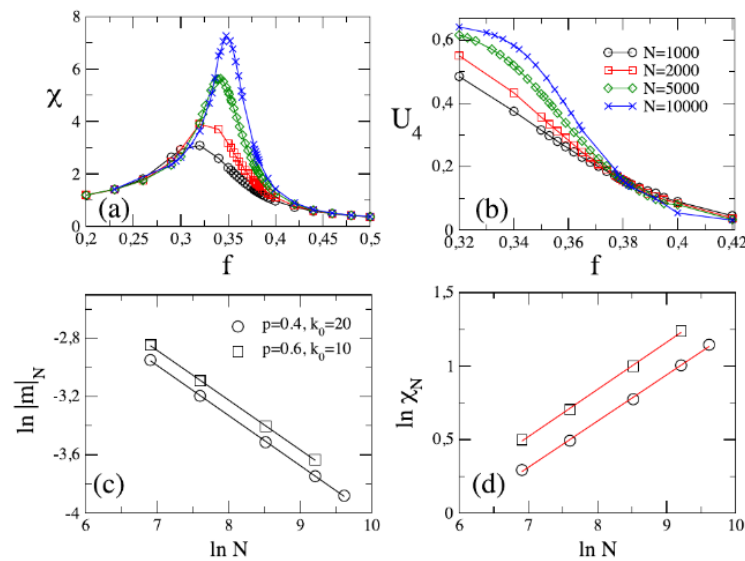 8
6
χ
4
2
0
(a)
0,2 0,25 0,3 0,35 0,4 0,45 0,5
f
0,6
U4
0,4
0,2
0
N=1000
N=2000
N=5000
N=10000
(b)
0,32 0,34 0,36 0,38 0,4 0,42
f
-2,8
-3,2
-3,6
-4
ln |m|N
p=0.4, k0=20
p=0.6, k0=10
(c)
6 7 8 9 10
ln N
1,5
1
0,5
0
ln χN
(d)
6 7 8 9 10
ln N